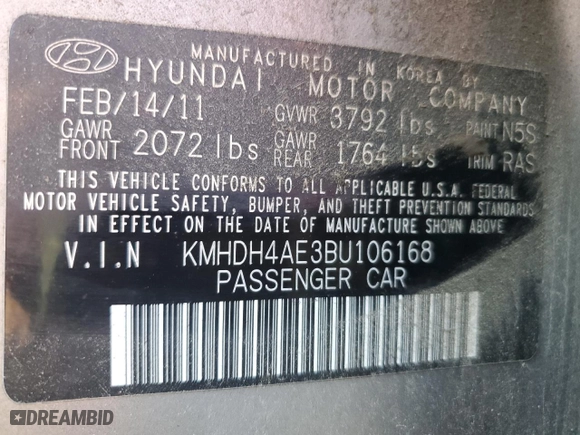 MANUFACTURED IN KOREA BY
HYUNDAI MOTOR COMPANY
FEB/14/11 GVWR 3792 lbs PAINT N5S
GAWR FRONT 2072 lbs GAWR REAR 1764 lbs TRIM RAS
THIS VEHICLE CONFORMS TO ALL APPLICABLE U.S.A. FEDERAL
MOTOR VEHICLE SAFETY, BUMPER, AND THEFT PREVENTION STANDARDS
IN EFFECT ON THE DATE OF MANUFACTURE SHOWN ABOVE.
V.I.N KMHDH4AE3BU106168
PASSENGER CAR
DREAMBID